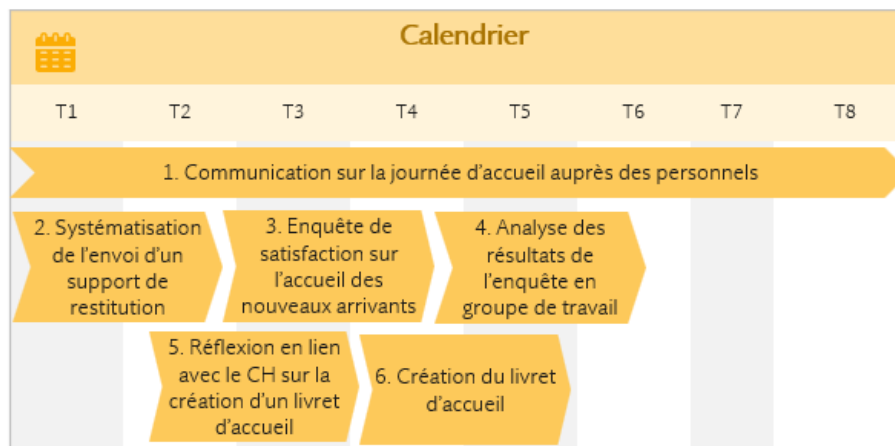 Calendrier
T1 T2 T3 T4 T5 T6 T7 T8
1. Communication sur la journée d'accueil auprès des personnels
2. Systématisation
de l'envoi d'un
support de
restitution
3. Enquête de
satisfaction sur
l'accueil des
nouveaux arrivants
4. Analyse des
résultats de
l'enquête en
groupe de travail
5. Réflexion en lien
avec le CH sur la
création d'un livret
d'accueil
6. Création du livret
d'accueil